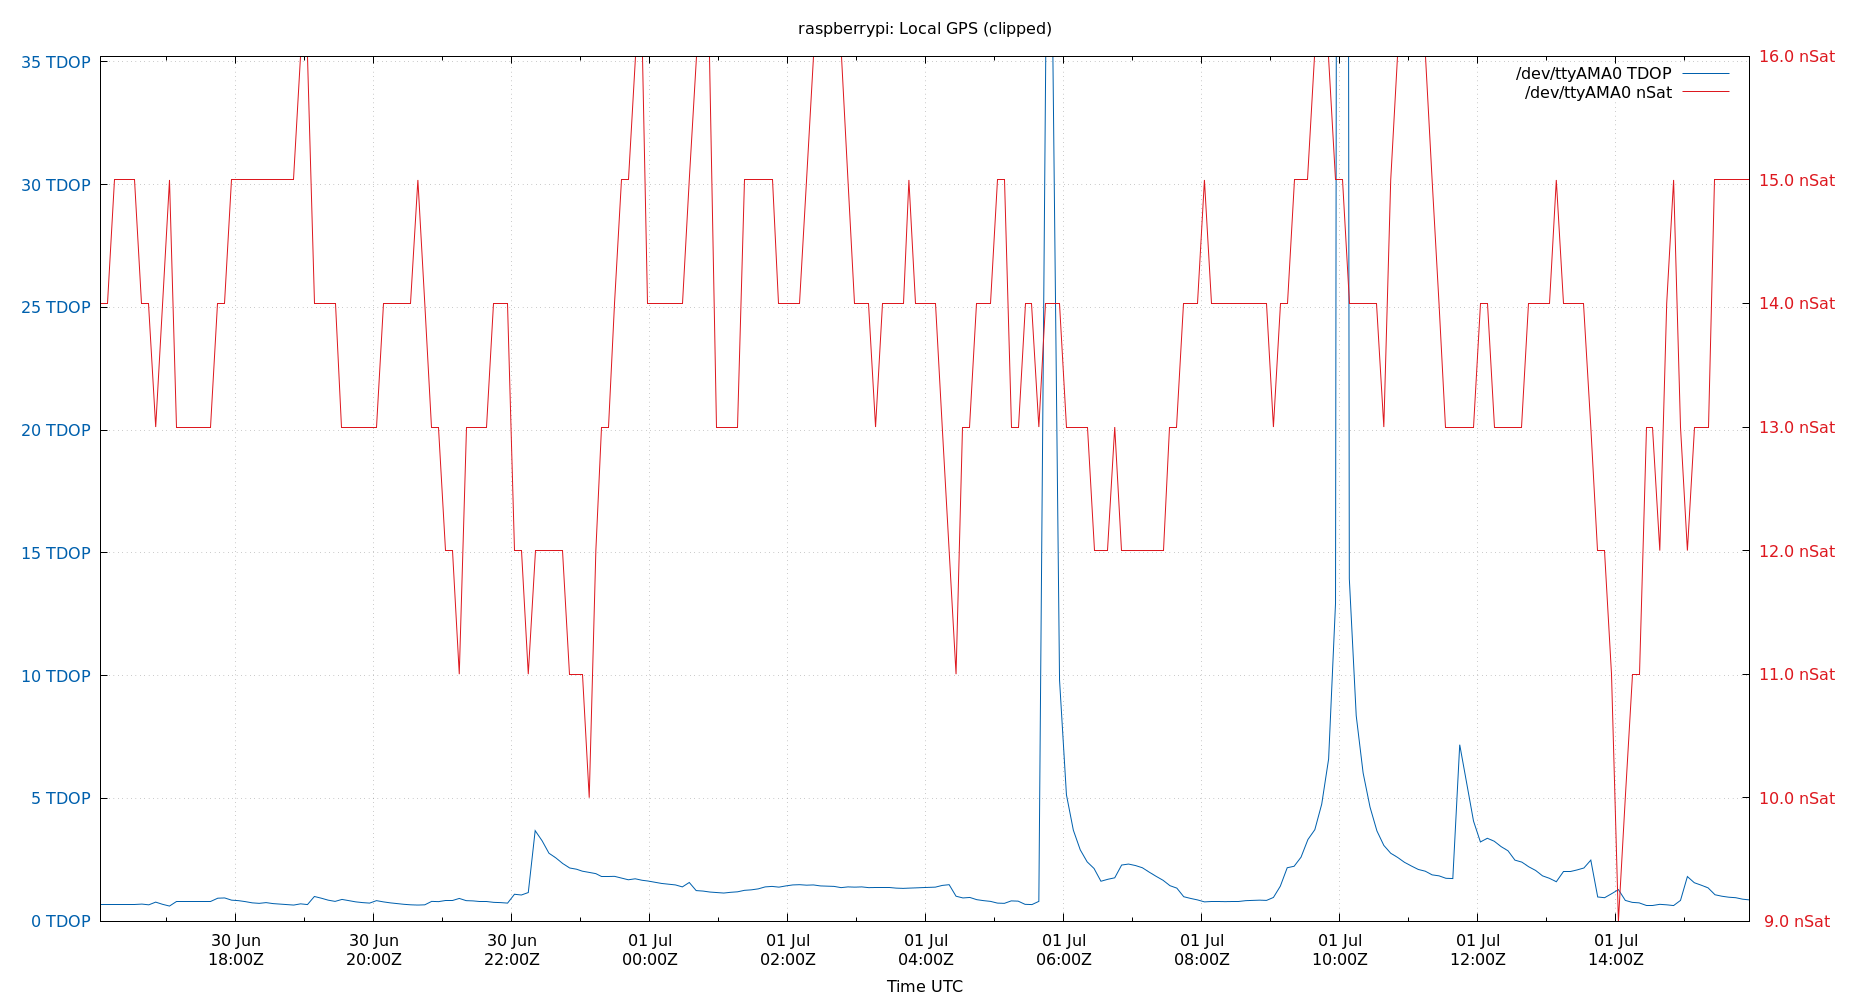 raspberrypi: Local GPS (clipped)
/dev/ttyAMA0 TDOP
/dev/ttyAMA0 nSat
35 TDOP
30 TDOP
25 TDOP
20 TDOP
15 TDOP
10 TDOP
5 TDOP
0 TDOP
16.0 nSat
15.0 nSat
14.0 nSat
13.0 nSat
12.0 nSat
11.0 nSat
10.0 nSat
9.0 nSat
30 Jun
18:00Z
30 Jun
20:00Z
30 Jun
22:00Z
01 Jul
00:00Z
01 Jul
02:00Z
01 Jul
04:00Z
01 Jul
06:00Z
01 Jul
08:00Z
01 Jul
10:00Z
01 Jul
12:00Z
01 Jul
14:00Z
Time UTC